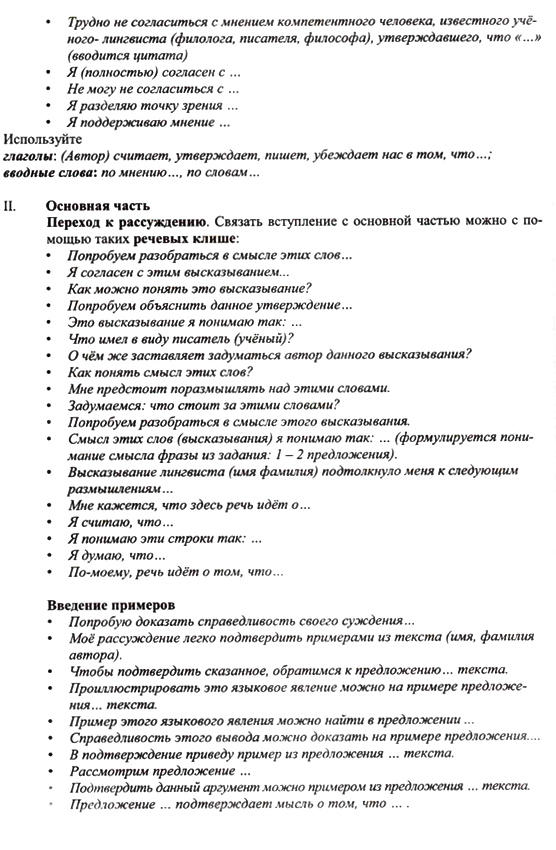 • Трудно не согласиться с мнением компетентного человека, известного учё-
ного- лингвиста (филолога, писателя, философа), утверждавшего, что «…»
(вводится цитата)
• Я (полностью) согласен с …
• Не могу не согласиться с …
• Я разделяю точку зрения …
• Я поддерживаю мнение …
Используйте
глаголы: (Автор) считает, утверждает, пишет, убеждает нас в том, что…;
вводные слова: по мнению…, по словам…
II. Основная часть
Переход к рассуждению. Связать вступление с основной частью можно с по-
мощью таких речевых клише:
• Попробуем разобраться в смысле этих слов…
• Я согласен с этим высказыванием…
• Как можно понять это высказывание?
• Попробуем объяснить данное утверждение…
• Это высказывание я понимаю так: …
• Что имел в виду писатель (учёный)?
• О чём же заставляет задуматься автор данного высказывания?
• Как понять смысл этих слов?
• Мне предстоит поразмышлять над этими словами.
• Задумаемся: что стоит за этими словами?
• Попробуем разобраться в смысле этого высказывания.
• Смысл этих слов (высказывания) я понимаю так: … (формулируется пони-
мание смысла фразы из задания: 1 – 2 предложения).
• Высказывание лингвиста (имя фамилия) подтолкнуло меня к следующим
размышлениям…
• Мне кажется, что здесь речь идёт о…
• Я считаю, что…
• Я понимаю эти строки так: …
• Я думаю, что…
• По-моему, речь идёт о том, что…
Введение примеров
• Попробую доказать справедливость своего суждения…
• Моё рассуждение легко подтвердить примерами из текста (имя, фамилия
автора).
• Чтобы подтвердить сказанное, обратимся к предложению… текста.
• Проиллюстрировать это языковое явление можно на примере предложе-
ния… текста.
• Пример этого языкового явления можно найти в предложении …
• Справедливость этого вывода можно доказать на примере предложения….
• В подтверждение приведу пример из предложения … текста.
• Рассмотрим предложение …
• Подтвердить данный аргумент можно примером из предложения … текста.
• Предложение … подтверждает мысль о том, что … .